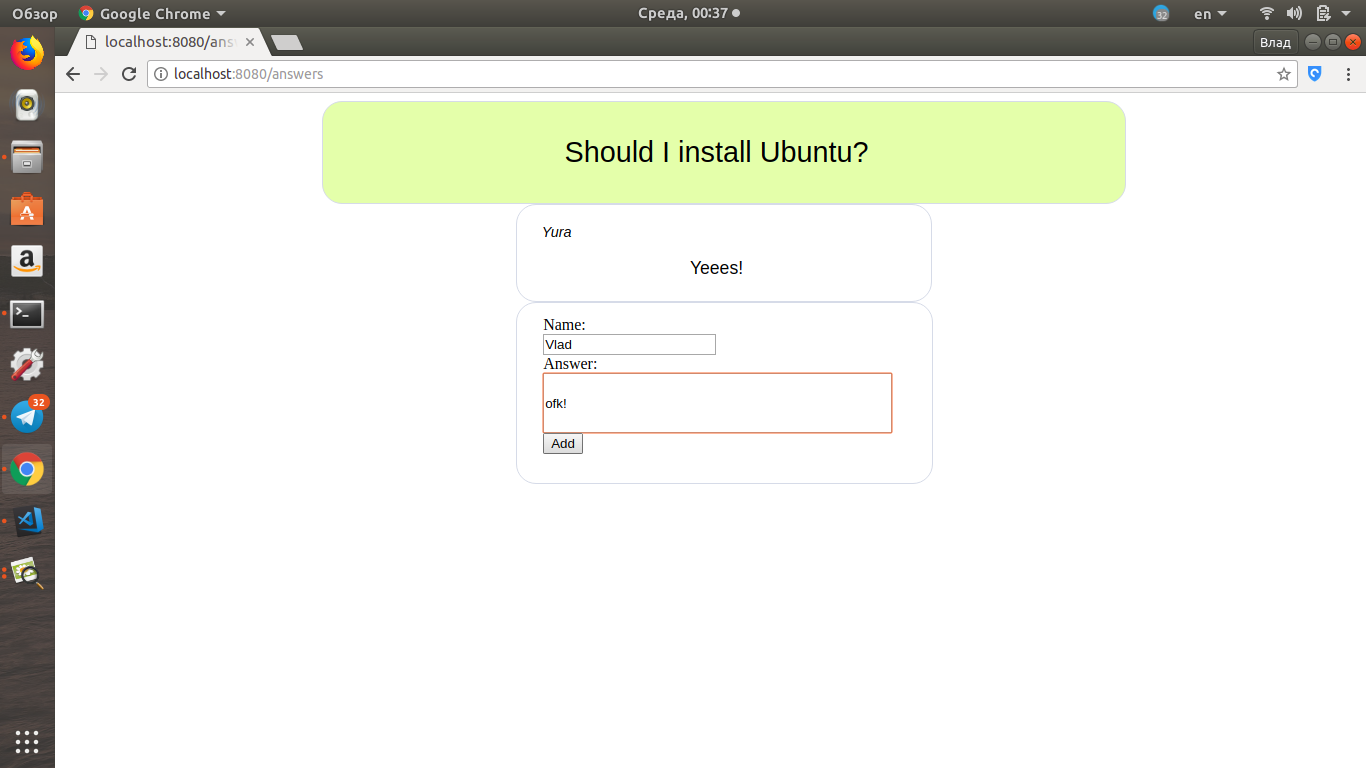 Обзор
Google Chrome
Среда, 00:37
32
en
localhost:8080/ans
Влад
localhost:8080/answers
Should I install Ubuntu?
Yura
Yeees!
Name:
Vlad
Answer:
ofk!
Add
32